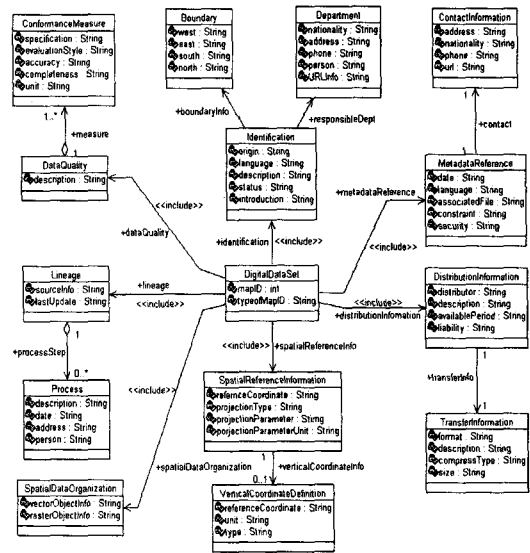 ConformanceMeasure
specification : String
evaluationStyle : String
accuracy : String
completeness : String
unit : String
Boundary
west : String
east : String
south : String
north : String
Department
nationality : String
address : String
phone : String
person : String
URLInfo : String
ContactInformation
address : String
nationality : String
phone : String
url : String
1..*
+measure
1
+boundaryInfo
+responsibleDept
1
+contact
1
DataQuality
description : String
Identification
origin : String
language : String
description : String
status : String
introduction : String
MetadataReference
date : String
language : String
associatedFile : String
constraint : String
security : String
+metadataReference
<<include>>
+dataQuality
+identification
<<include>>
<<include>>
Lineage
sourceInfo : String
lastUpdate : String
+lineage
<<include>>
DigitalDataSet
mapID : int
typeofMapID : String
<<include>>
+distributionInfomation
DistributionInformation
distributor : String
description : String
availablePeriod : String
liability : String
1
+processStep
0..*
<<include>>
<<include>>
+spatialReferenceInfo
1
+transferInfo
1
Process
description : String
date : String
address : String
person : String
SpatialReferenceInformation
refernceCoordinate : String
projectionType : String
projectionParameter : String
porjectionParameterUnit : String
TransferInformation
format : String
description : String
compressType : String
size : String
+spatialDataOrganization
1
+verticalCoordinateInfo
0..1
SpatialDataOrganization
vectorObjectInfo : String
rasterObjectInfo : String
VerticalCoordinateDefinition
referenceCoordinate : String
unit : String
type : String